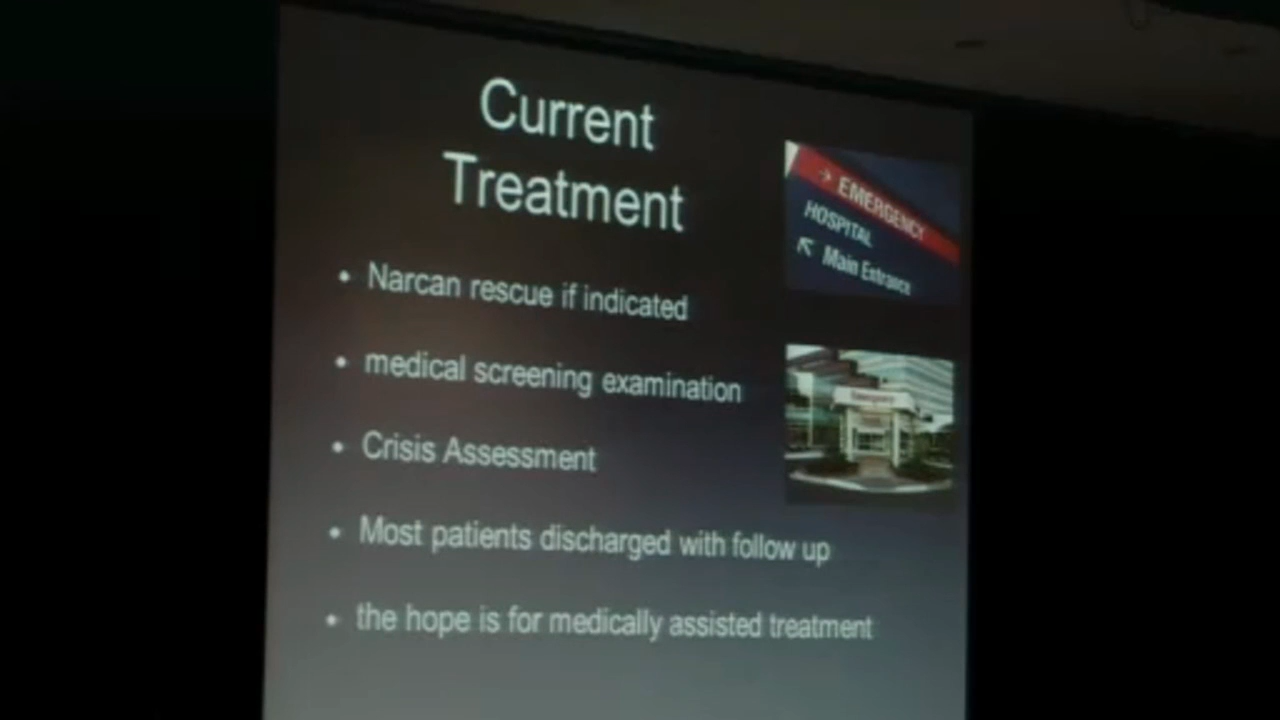 Current
Treatment
• Narcan rescue if indicated
• medical screening examination
• Crisis Assessment
• Most patients discharged with follow up
• the hope is for medically assisted treatment
→ EMERGENCY
HOSPITAL
↖ Main Entrance